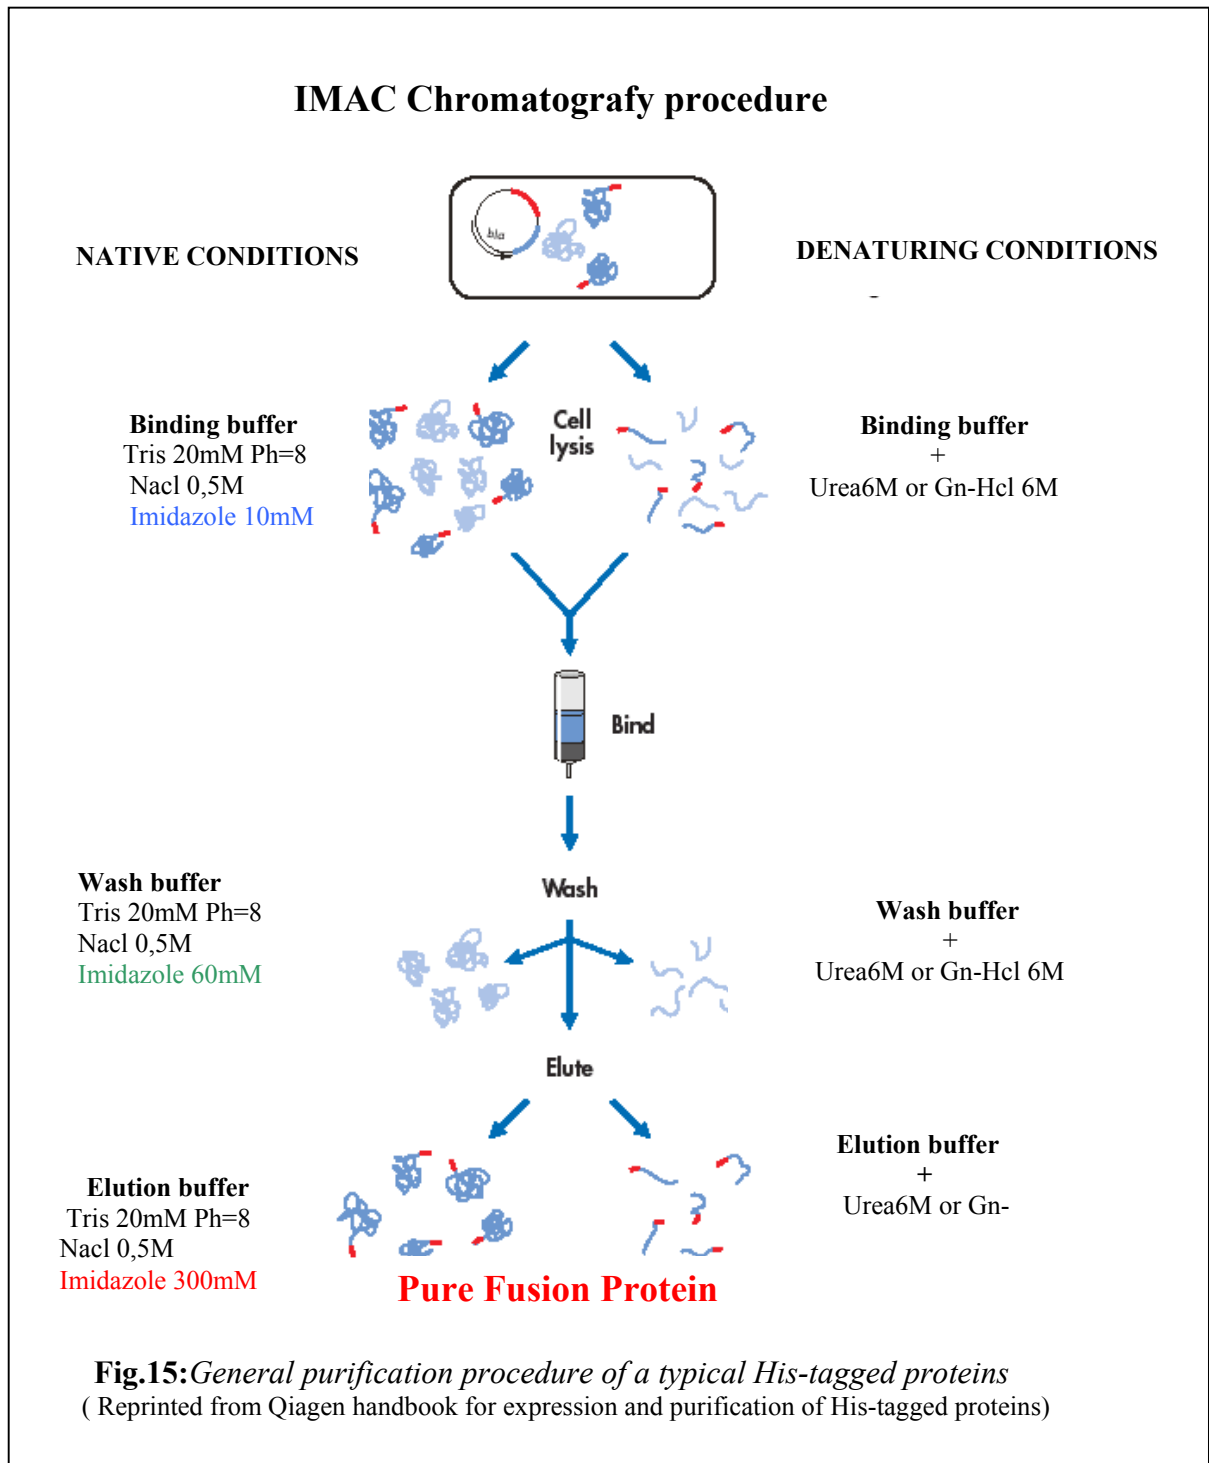 IMAC Chromatografy procedure
NATIVE CONDITIONS
bla
DENATURING CONDITIONS
-
Binding buffer
Tris 20mM Ph=8
Nacl 0,5M
Imidazole 10mM
Cell
lysis
Binding buffer
+
Urea6M or Gn-Hcl 6M
Bind
Wash buffer
Tris 20mM Ph=8
Nacl 0,5M
Imidazole 60mM
Wash
Wash buffer
+
Urea6M or Gn-Hcl 6M
Elute
Elution buffer
Tris 20mM Ph=8
Nacl 0,5M
Imidazole 300mM
Elution buffer
+
Urea6M or Gn-
Pure Fusion Protein
Fig.15:General purification procedure of a typical His-tagged proteins
( Reprinted from Qiagen handbook for expression and purification of His-tagged proteins)